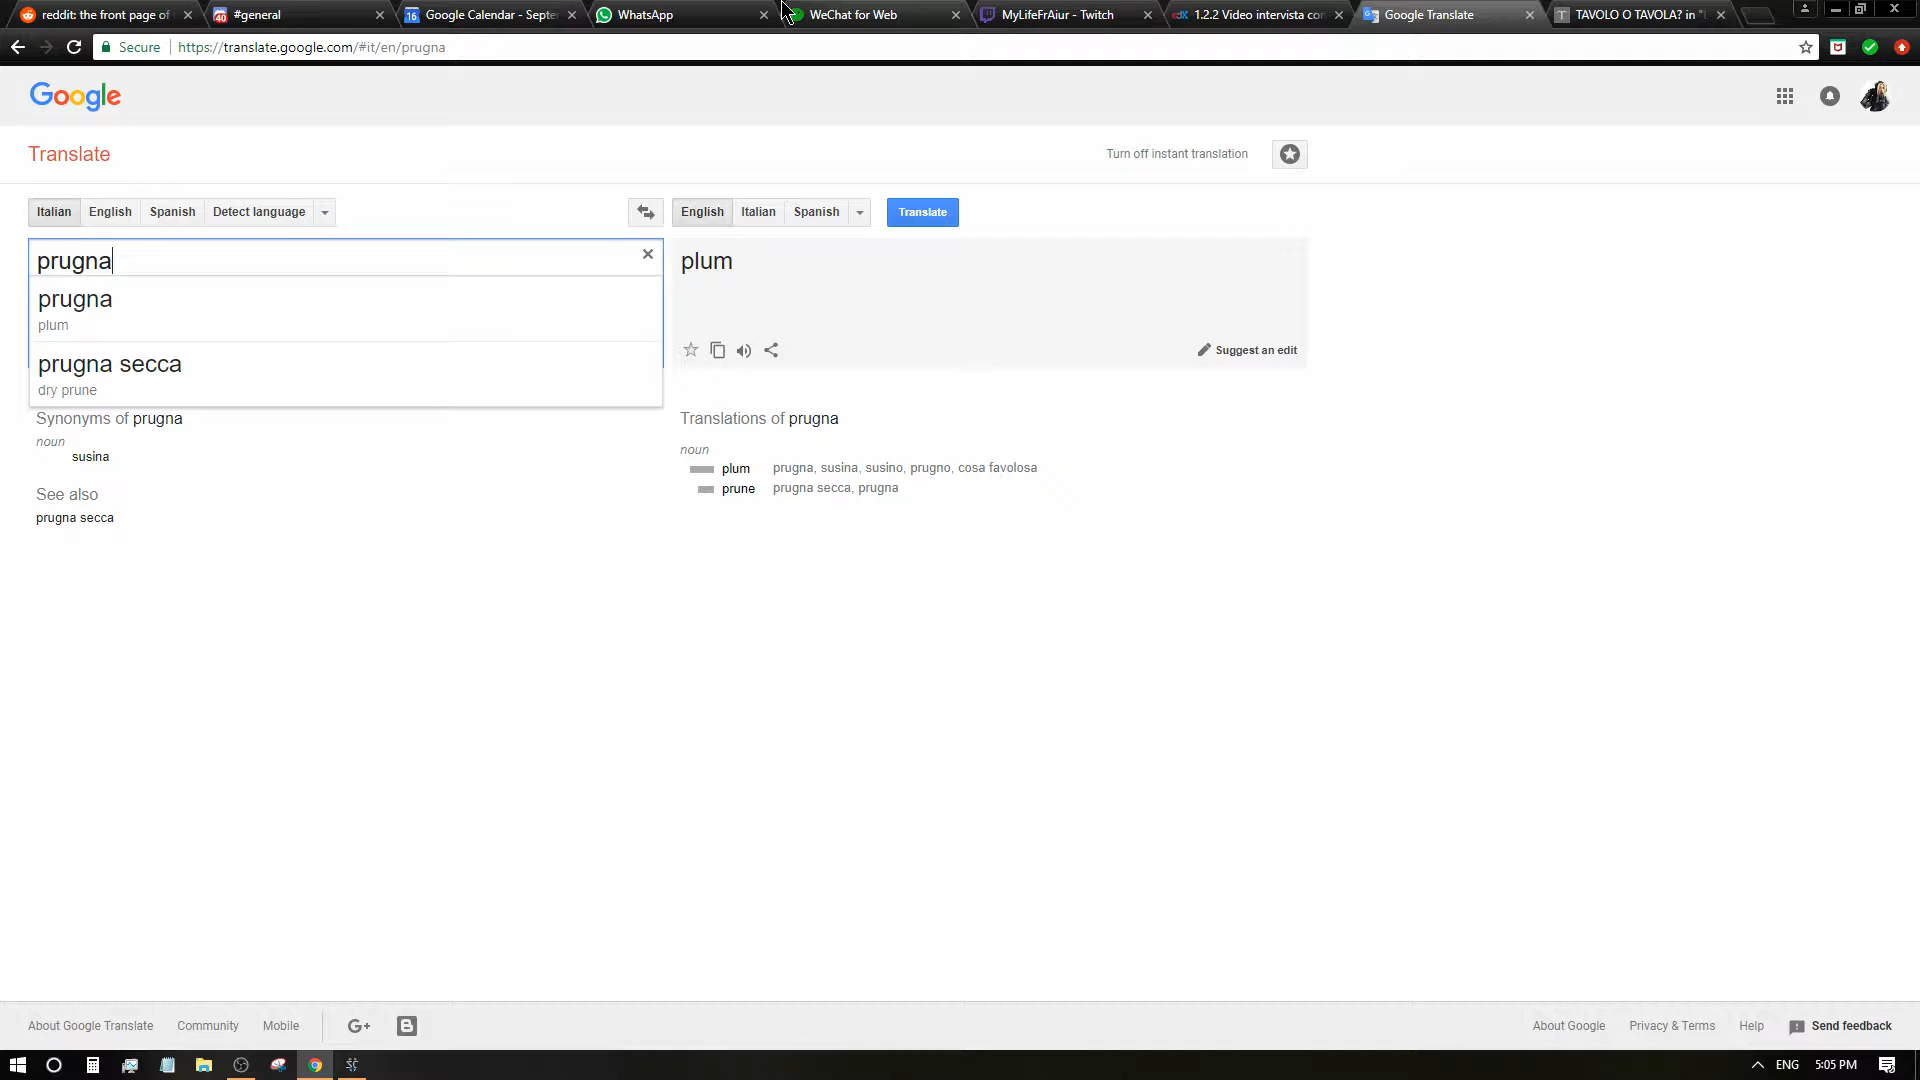 reddit: the front page of
40
#general
16
Google Calendar - Septe
WhatsApp
WeChat for Web
MyLifeFrAiur - Twitch
edX
1.2.2 Video intervista con
Google Translate
T
TAVOLO O TAVOLA? in "L
Secure
https://translate.google.com/#it/en/prugna
Google
Translate
Turn off instant translation
Italian
English
Spanish
Detect language
English
Italian
Spanish
Translate
prugna
prugna
plum
prugna secca
dry prune
plum
Suggest an edit
Synonyms of prugna
noun
susina
See also
prugna secca
Translations of prugna
noun
plum prugna, susina, susino, prugno, cosa favolosa
prune prugna secca, prugna
About Google Translate
Community
Mobile
G+
B
About Google
Privacy & Terms
Help
Send feedback
ENG
5:05 PM